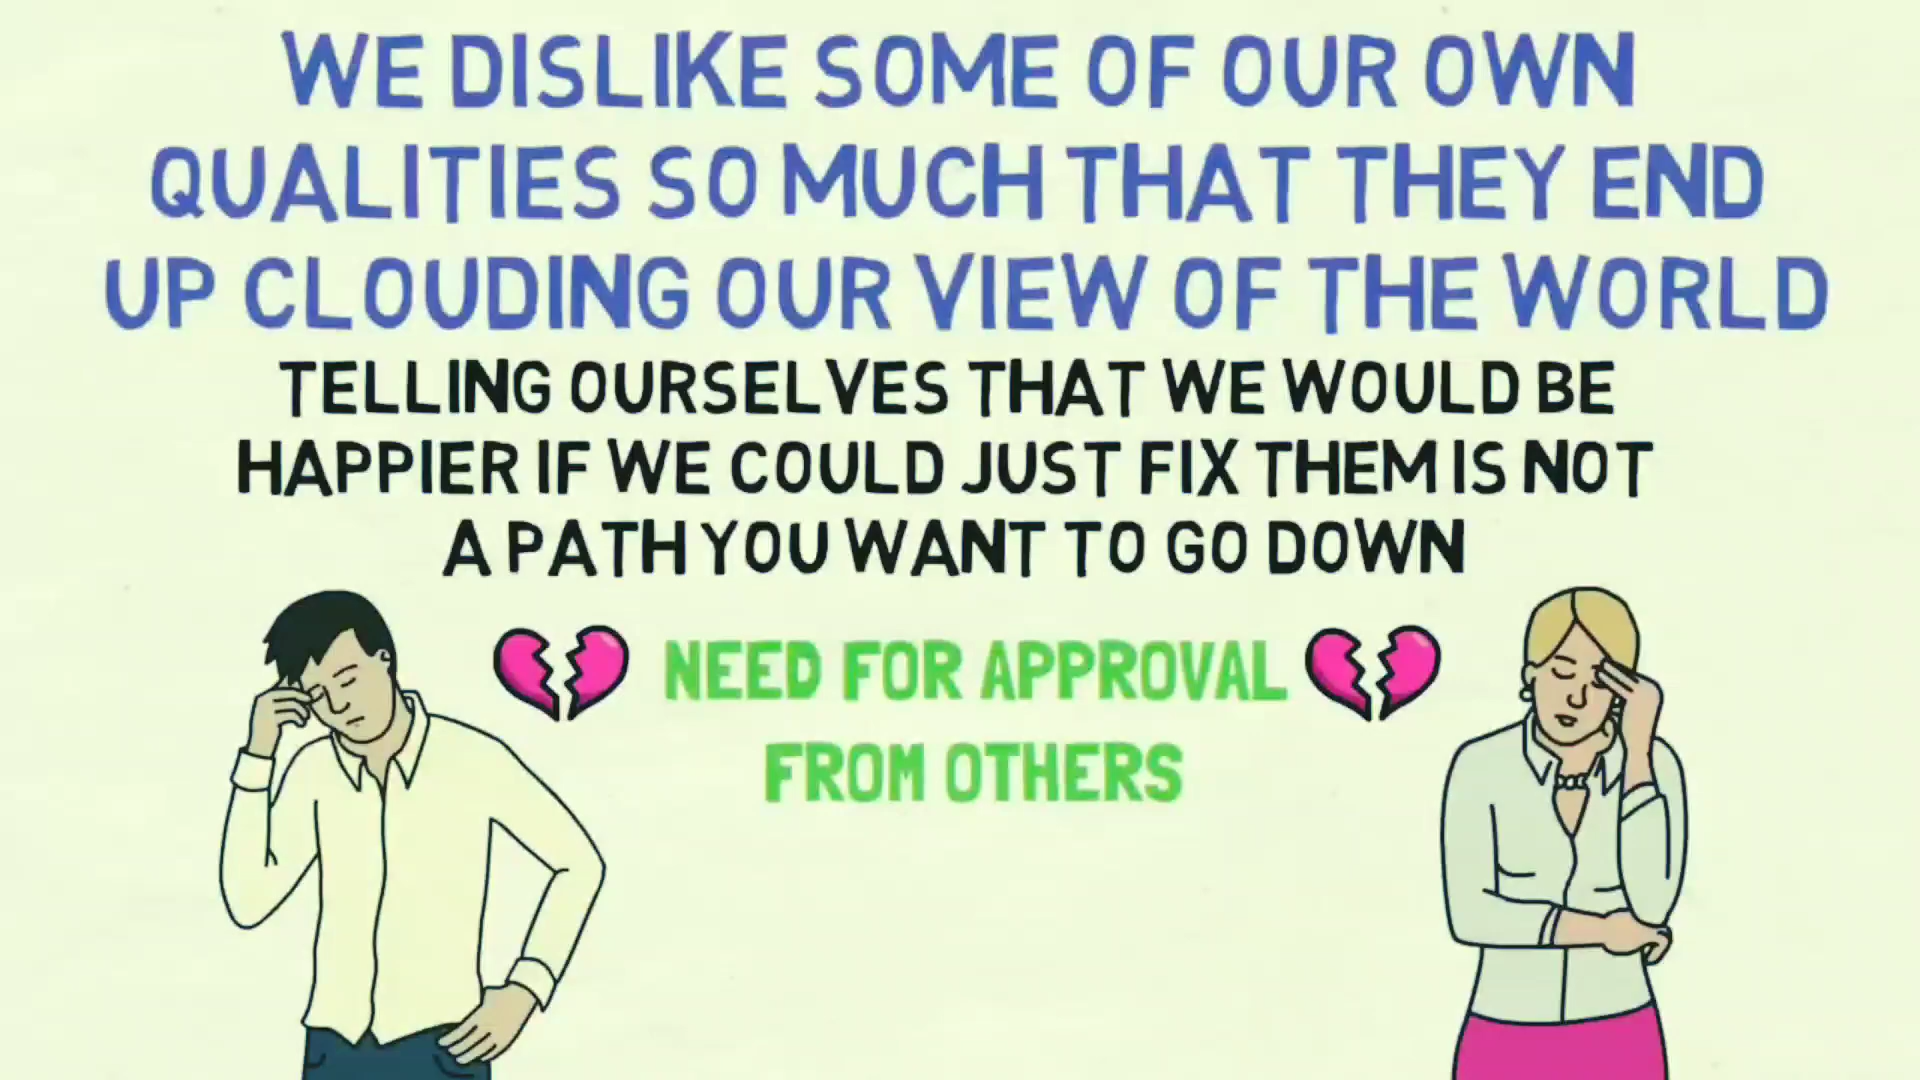 WE DISLIKE SOME OF OUR OWN
QUALITIES SO MUCH THAT THEY END
UP CLOUDING OUR VIEW OF THE WORLD
TELLING OURSELVES THAT WE WOULD BE
HAPPIER IF WE COULD JUST FIX THEM IS NOT
A PATH YOU WANT TO GO DOWN
NEED FOR APPROVAL
FROM OTHERS